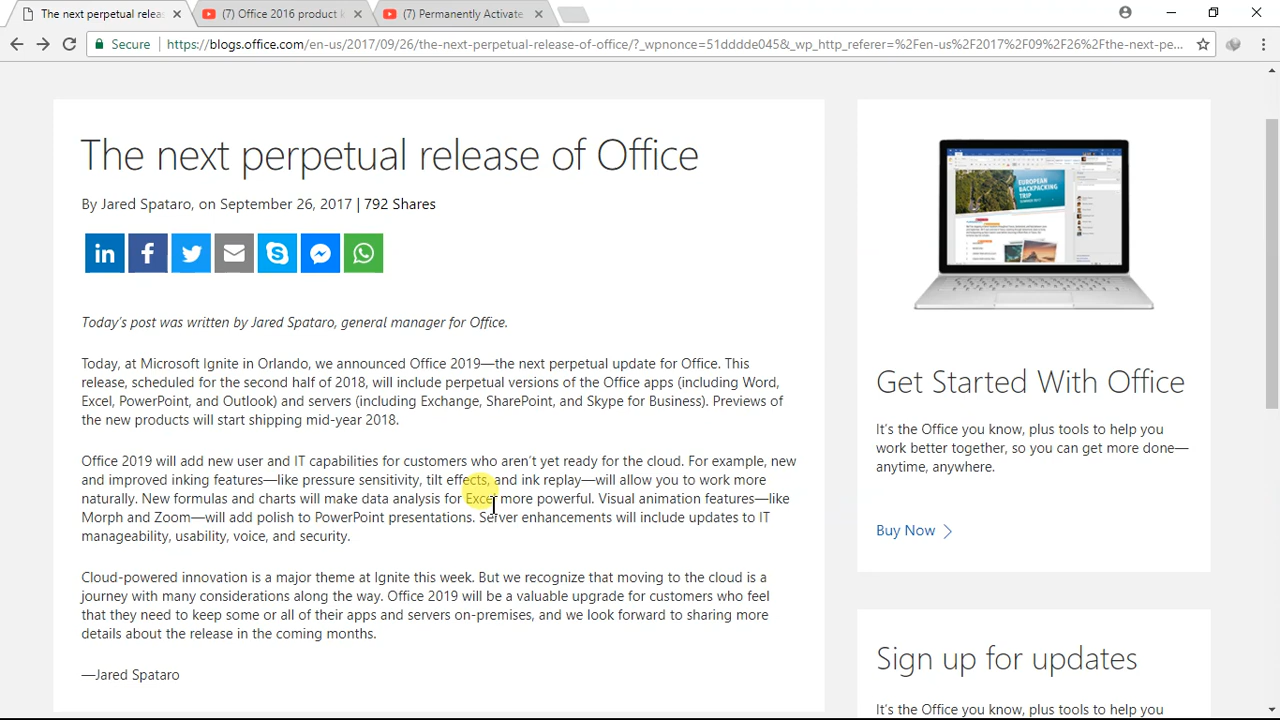 The next perpetual relea
(7) Office 2016 product k
(7) Permanently Activate
Secure
https://blogs.office.com/en-us/2017/09/26/the-next-perpetual-release-of-office/?_wpnonce=51dddde045&_wp_http_referer=%2Fen-us%2F2017%2F09%2F26%2Fthe-next-pe...
The next perpetual release of Office
By Jared Spataro, on September 26, 2017 | 792 Shares
in
Today's post was written by Jared Spataro, general manager for Office.
Today, at Microsoft Ignite in Orlando, we announced Office 2019—the next perpetual update for Office. This
release, scheduled for the second half of 2018, will include perpetual versions of the Office apps (including Word,
Excel, PowerPoint, and Outlook) and servers (including Exchange, SharePoint, and Skype for Business). Previews of
the new products will start shipping mid-year 2018.
Office 2019 will add new user and IT capabilities for customers who aren't yet ready for the cloud. For example, new
and improved inking features—like pressure sensitivity, tilt effects, and ink replay—will allow you to work more
naturally. New formulas and charts will make data analysis for Excel more powerful. Visual animation features—like
Morph and Zoom—will add polish to PowerPoint presentations. Server enhancements will include updates to IT
manageability, usability, voice, and security.
Cloud-powered innovation is a major theme at Ignite this week. But we recognize that moving to the cloud is a
journey with many considerations along the way. Office 2019 will be a valuable upgrade for customers who feel
that they need to keep some or all of their apps and servers on-premises, and we look forward to sharing more
details about the release in the coming months.
—Jared Spataro
EUROPEAN
BACKPACKING
TRIP
Get Started With Office
It's the Office you know, plus tools to help you
work better together, so you can get more done—
anytime, anywhere.
Buy Now
Sign up for updates
It's the Office you know, plus tools to help you